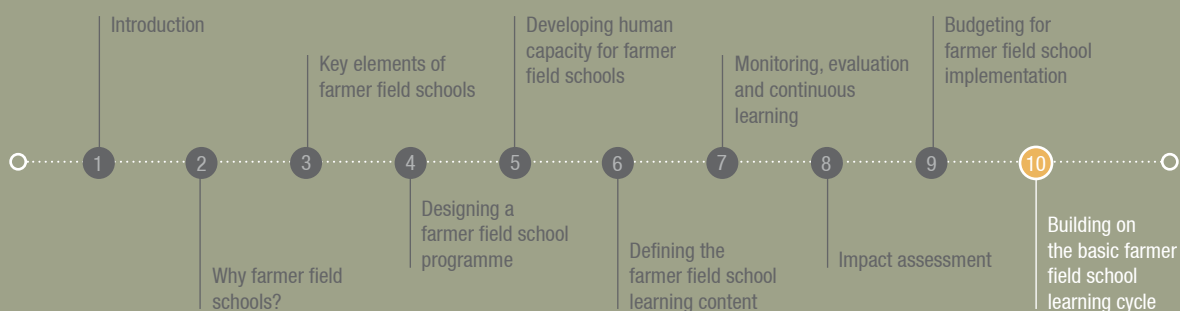 1
Introduction
2
Why farmer field
schools?
3
Key elements of
farmer field schools
4
Designing a
farmer field school
programme
5
Developing human
capacity for farmer
field schools
6
Defining the
farmer field school
learning content
7
Monitoring, evaluation
and continuous
learning
8
Impact assessment
9
Budgeting for
farmer field school
implementation
10
Building on
the basic farmer
field school
learning cycle